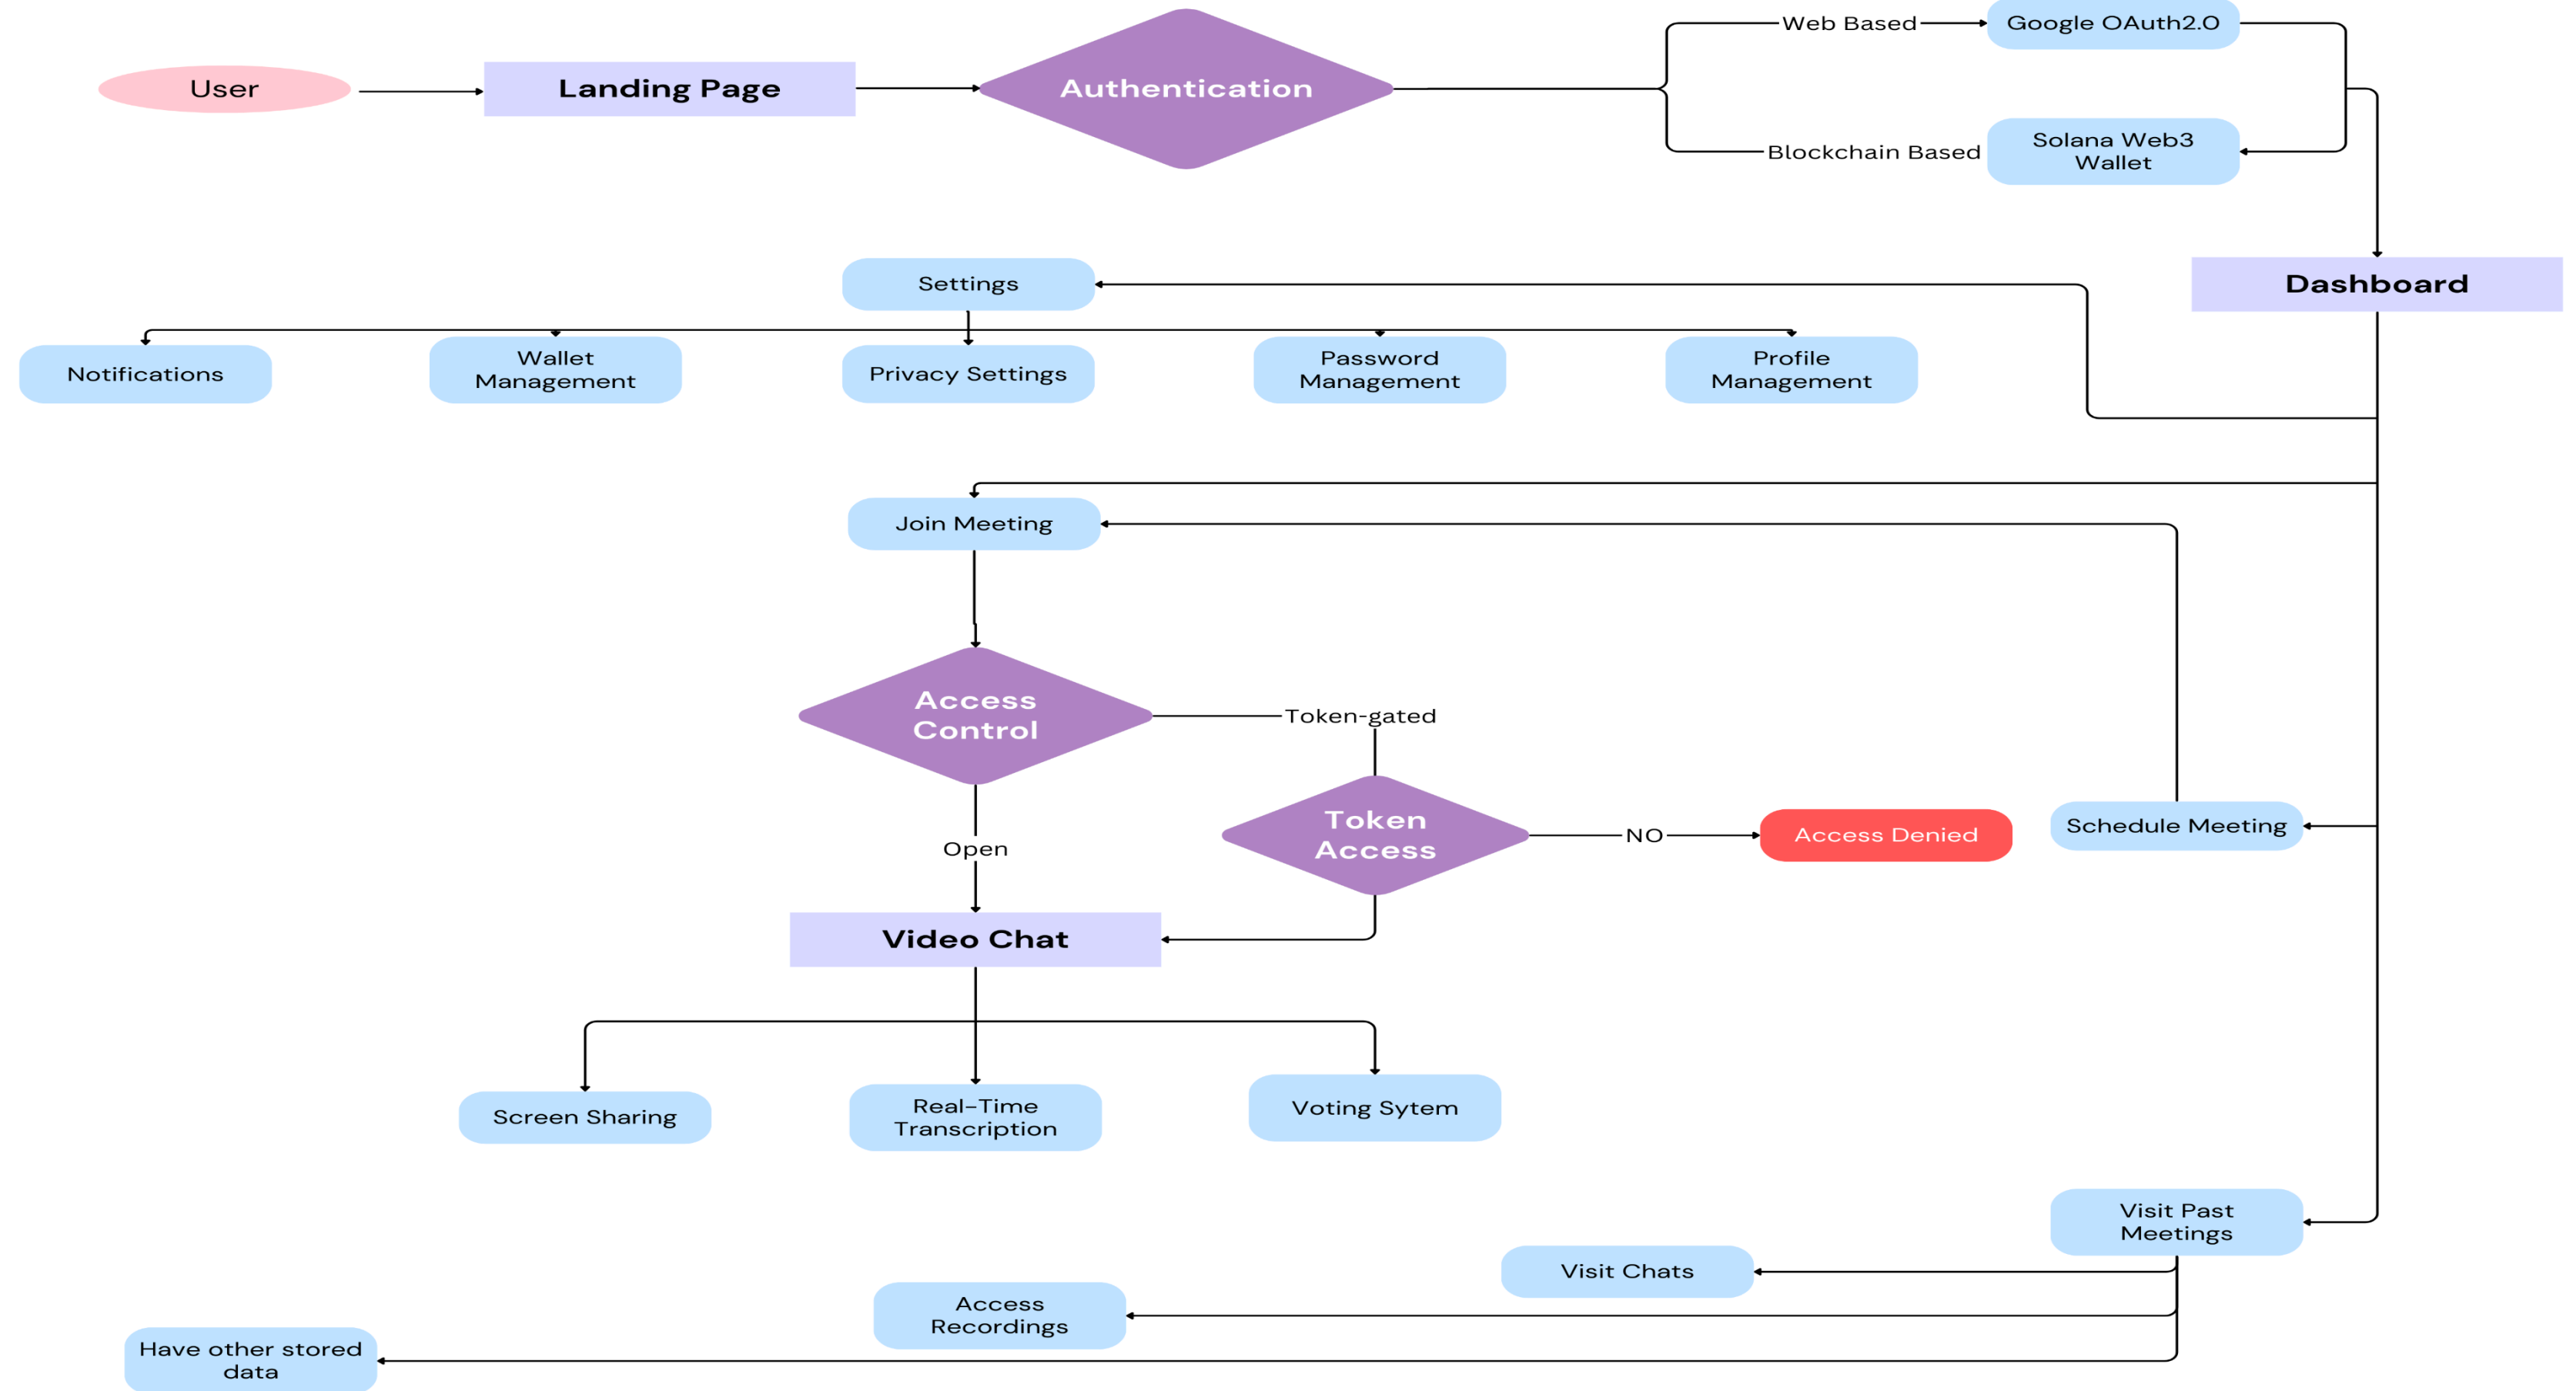 User
Landing Page
Authentication
Web Based
Google OAuth2.0
Blockchain Based
Solana Web3
Wallet
Dashboard
Settings
Notifications
Wallet
Management
Privacy Settings
Password
Management
Profile
Management
Join Meeting
Access
Control
Token-gated
Open
Token
Access
NO
Access Denied
Schedule Meeting
Video Chat
Screen Sharing
Real-Time
Transcription
Voting Sytem
Visit Past
Meetings
Visit Chats
Access
Recordings
Have other stored
data